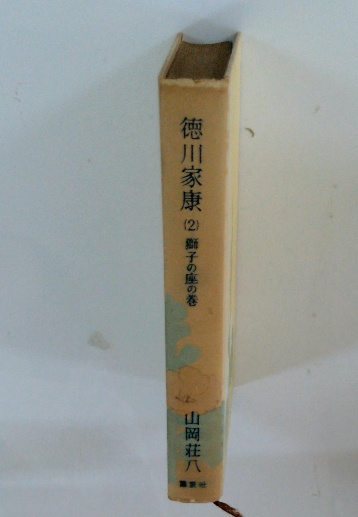 徳川家康
(2)
獅子の座の巻
山岡荘八
講談社